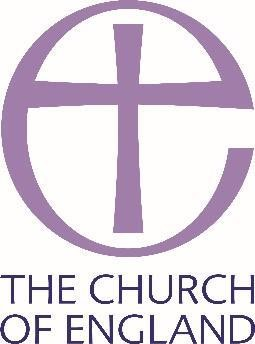 THE CHURCH
OF ENGLAND